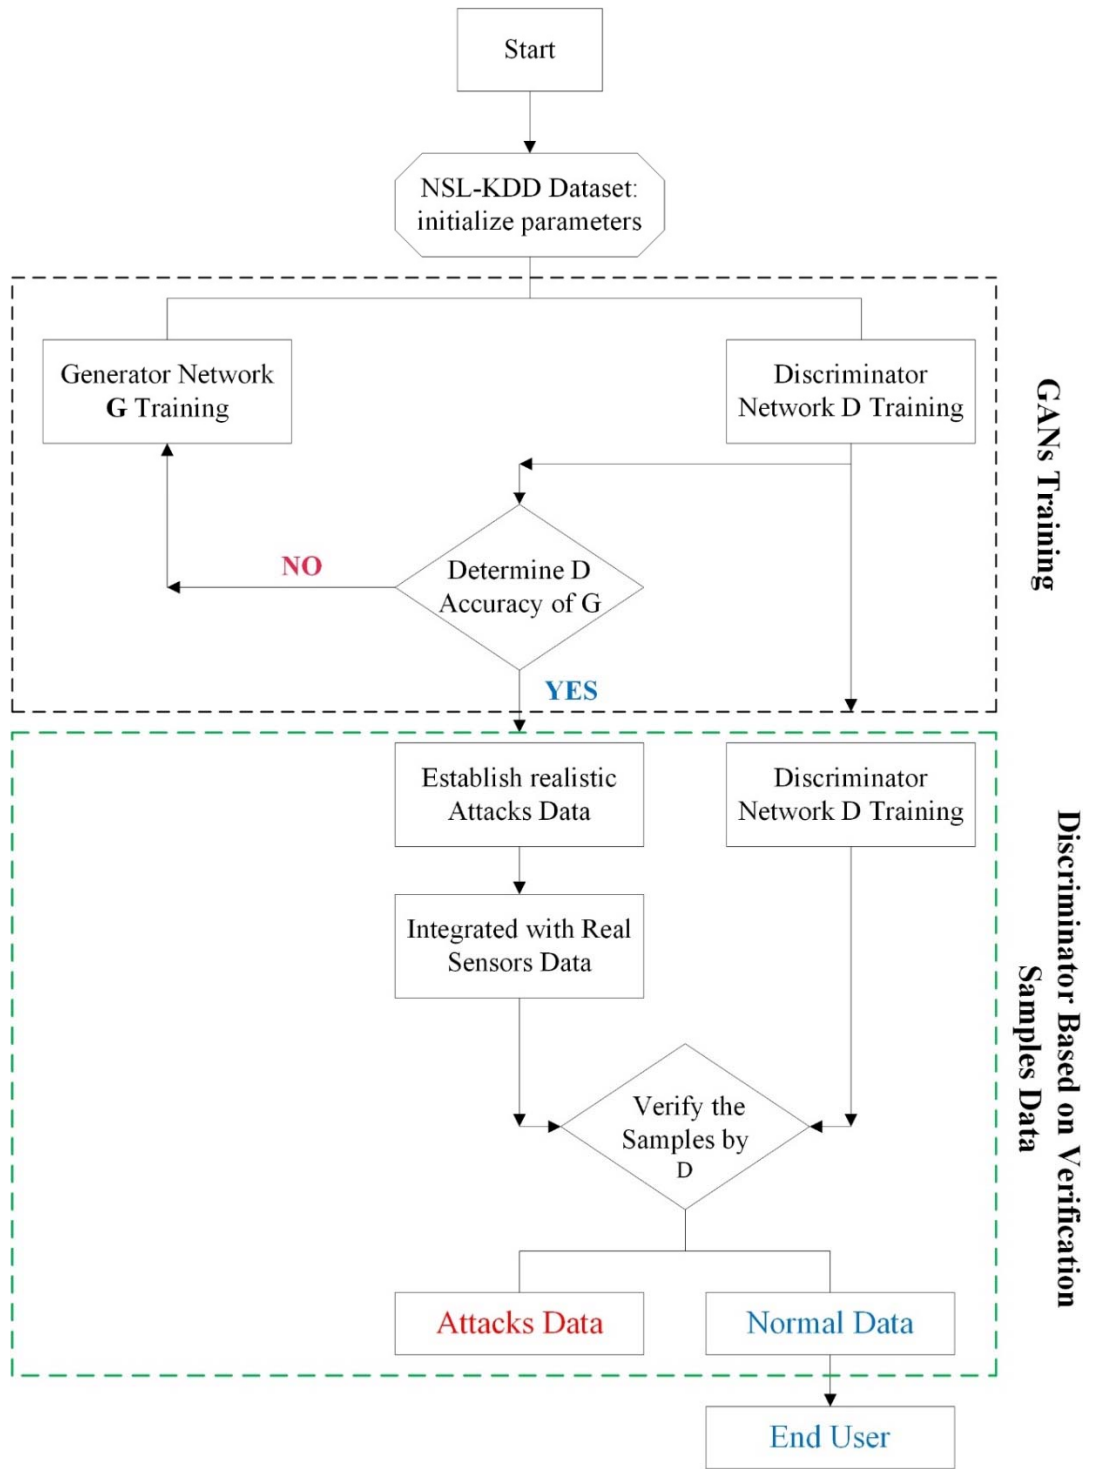 Start
NSL-KDD Dataset:
initialize parameters
Generator Network
G Training
Discriminator
Network D Training
GANs Training
Determine D
Accuracy of G
NO
YES
Establish realistic
Attacks Data
Discriminator
Network D Training
Integrated with Real
Sensors Data
Discriminator Based on Verification
Samples Data
Verify the
Samples by
D
Attacks Data
Normal Data
End User